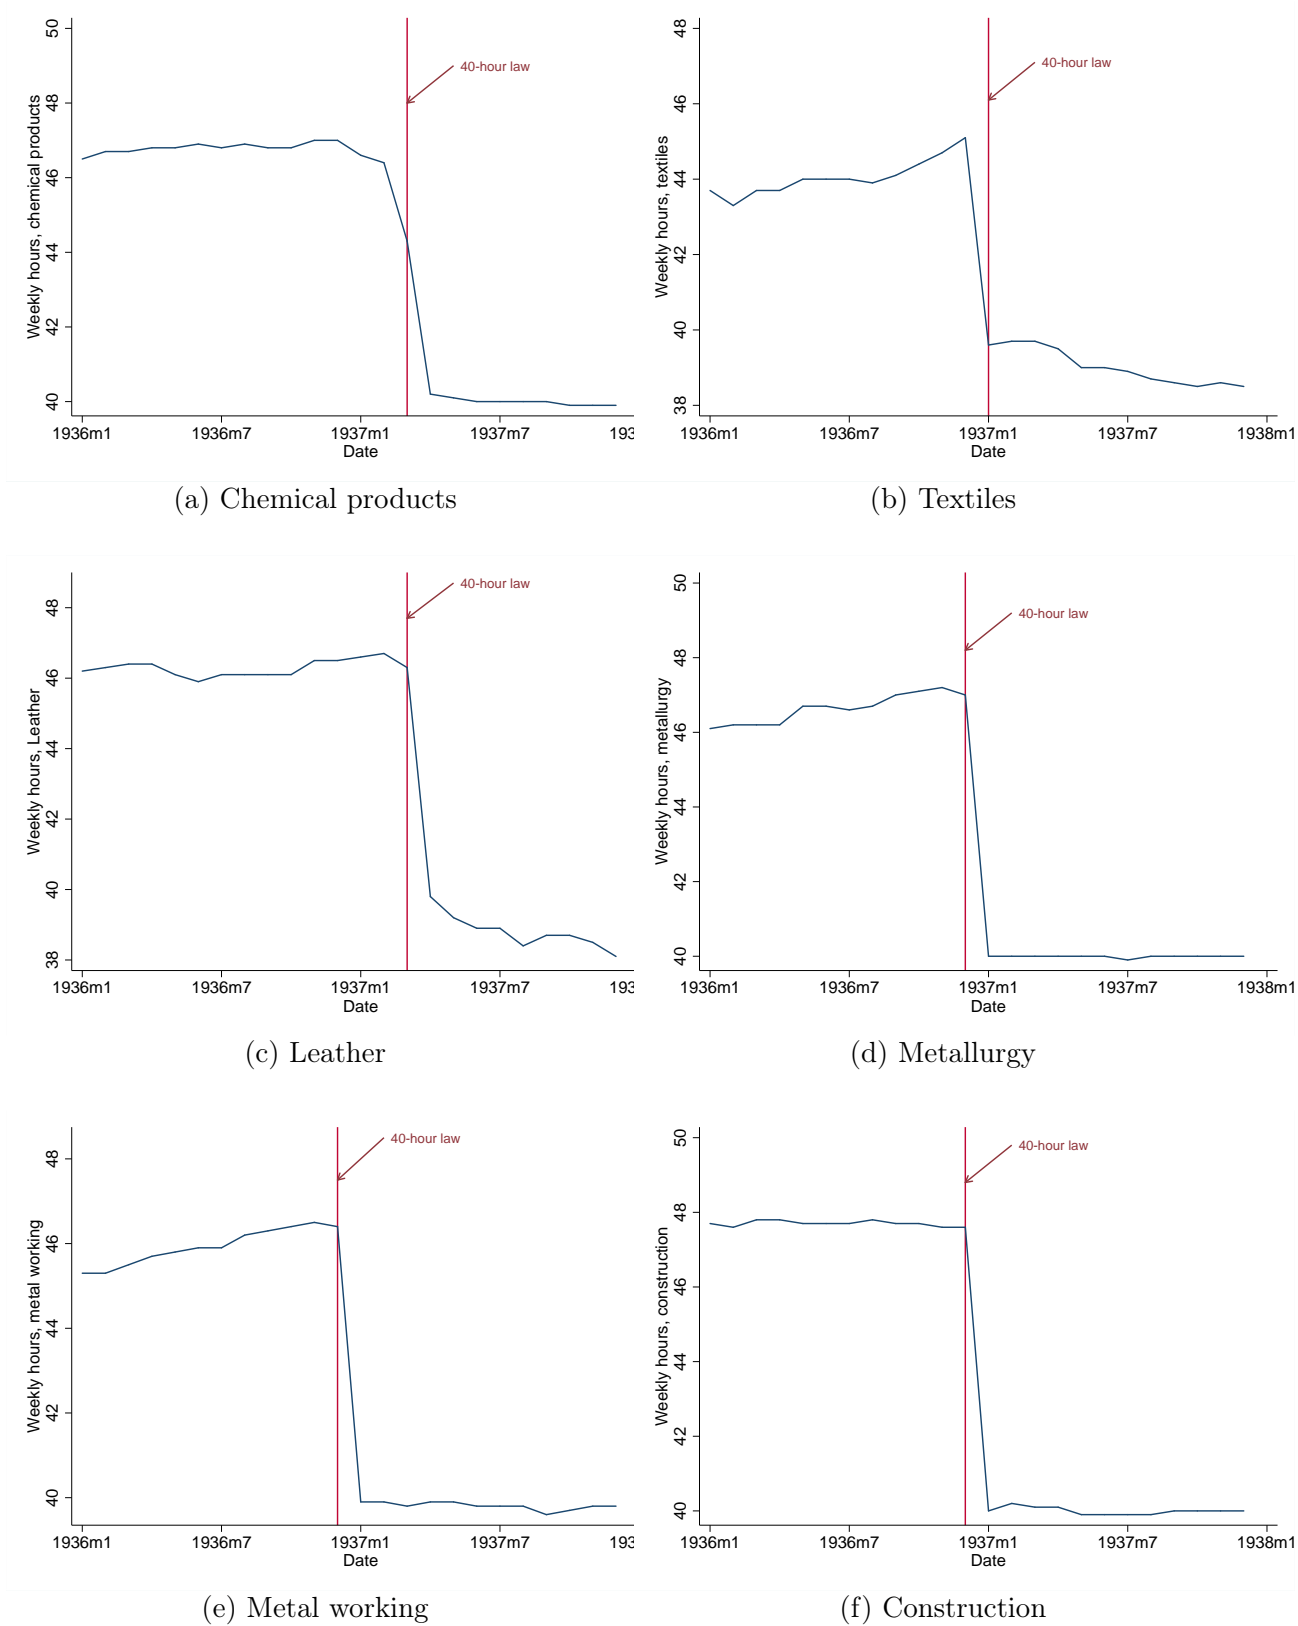 Weekly hours, chemical products
50
48
46
44
42
40
40-hour law
1936m1 1936m7 1937m1 1937m7 193
Date
(a) Chemical products
Weekly hours, textiles
48
46
44
42
40
38
40-hour law
1936m1 1936m7 1937m1 1937m7 1938m1
Date
(b) Textiles
Weekly hours, Leather
48
46
44
42
40
38
40-hour law
1936m1 1936m7 1937m1 1937m7 193
Date
(c) Leather
Weekly hours, metallurgy
50
48
46
44
42
40
40-hour law
1936m1 1936m7 1937m1 1937m7 1938m1
Date
(d) Metallurgy
Weekly hours, metal working
48
46
44
42
40
40-hour law
1936m1 1936m7 1937m1 1937m7 193
Date
(e) Metal working
Weekly hours, construction
50
48
46
44
42
40
40-hour law
1936m1 1936m7 1937m1 1937m7 1938m1
Date
(f) Construction